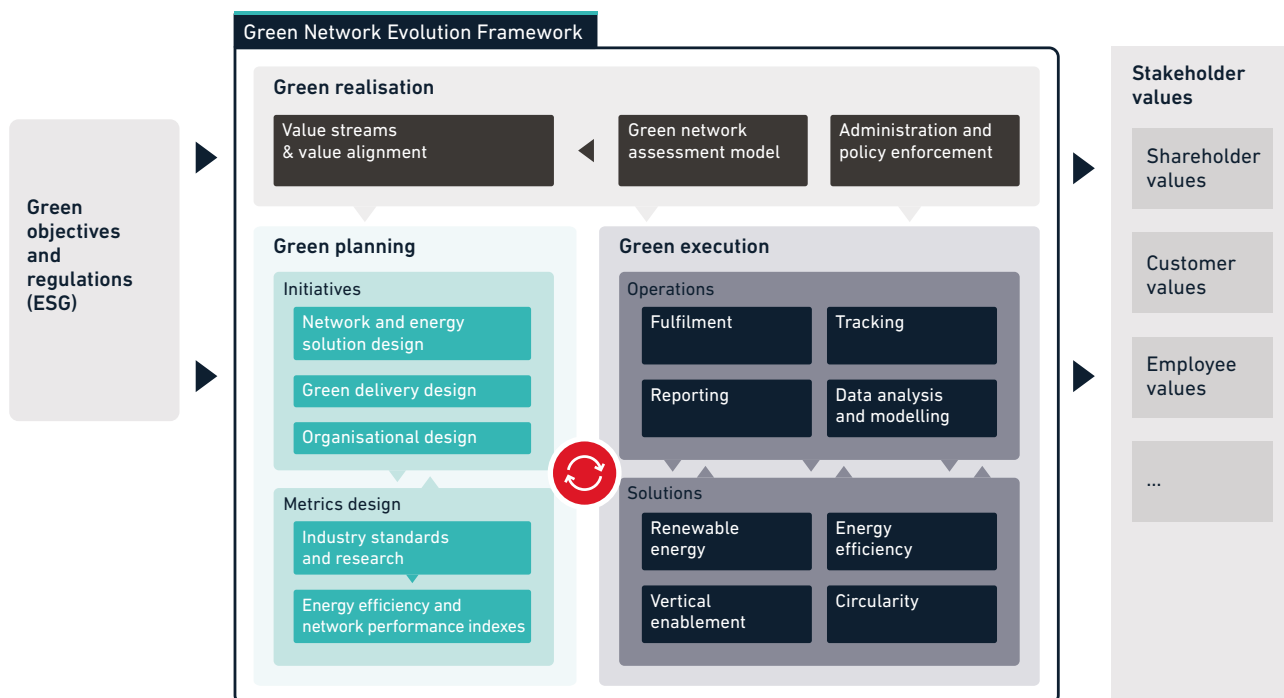 Green Network Evolution Framework
Green objectives
and
regulations
(ESG)
Green realisation
Value streams
& value alignment
Green network
assessment model
Administration and
policy enforcement
Green planning
Initiatives
Network and energy
solution design
Green delivery design
Organisational design
Metrics design
Industry standards
and research
Energy efficiency and
network performance indexes
Green execution
Operations
Fulfilment
Tracking
Reporting
Data analysis
and modelling
Solutions
Renewable
energy
Energy
efficiency
Vertical
enablement
Circularity
Stakeholder
values
Shareholder
values
Customer
values
Employee
values
...